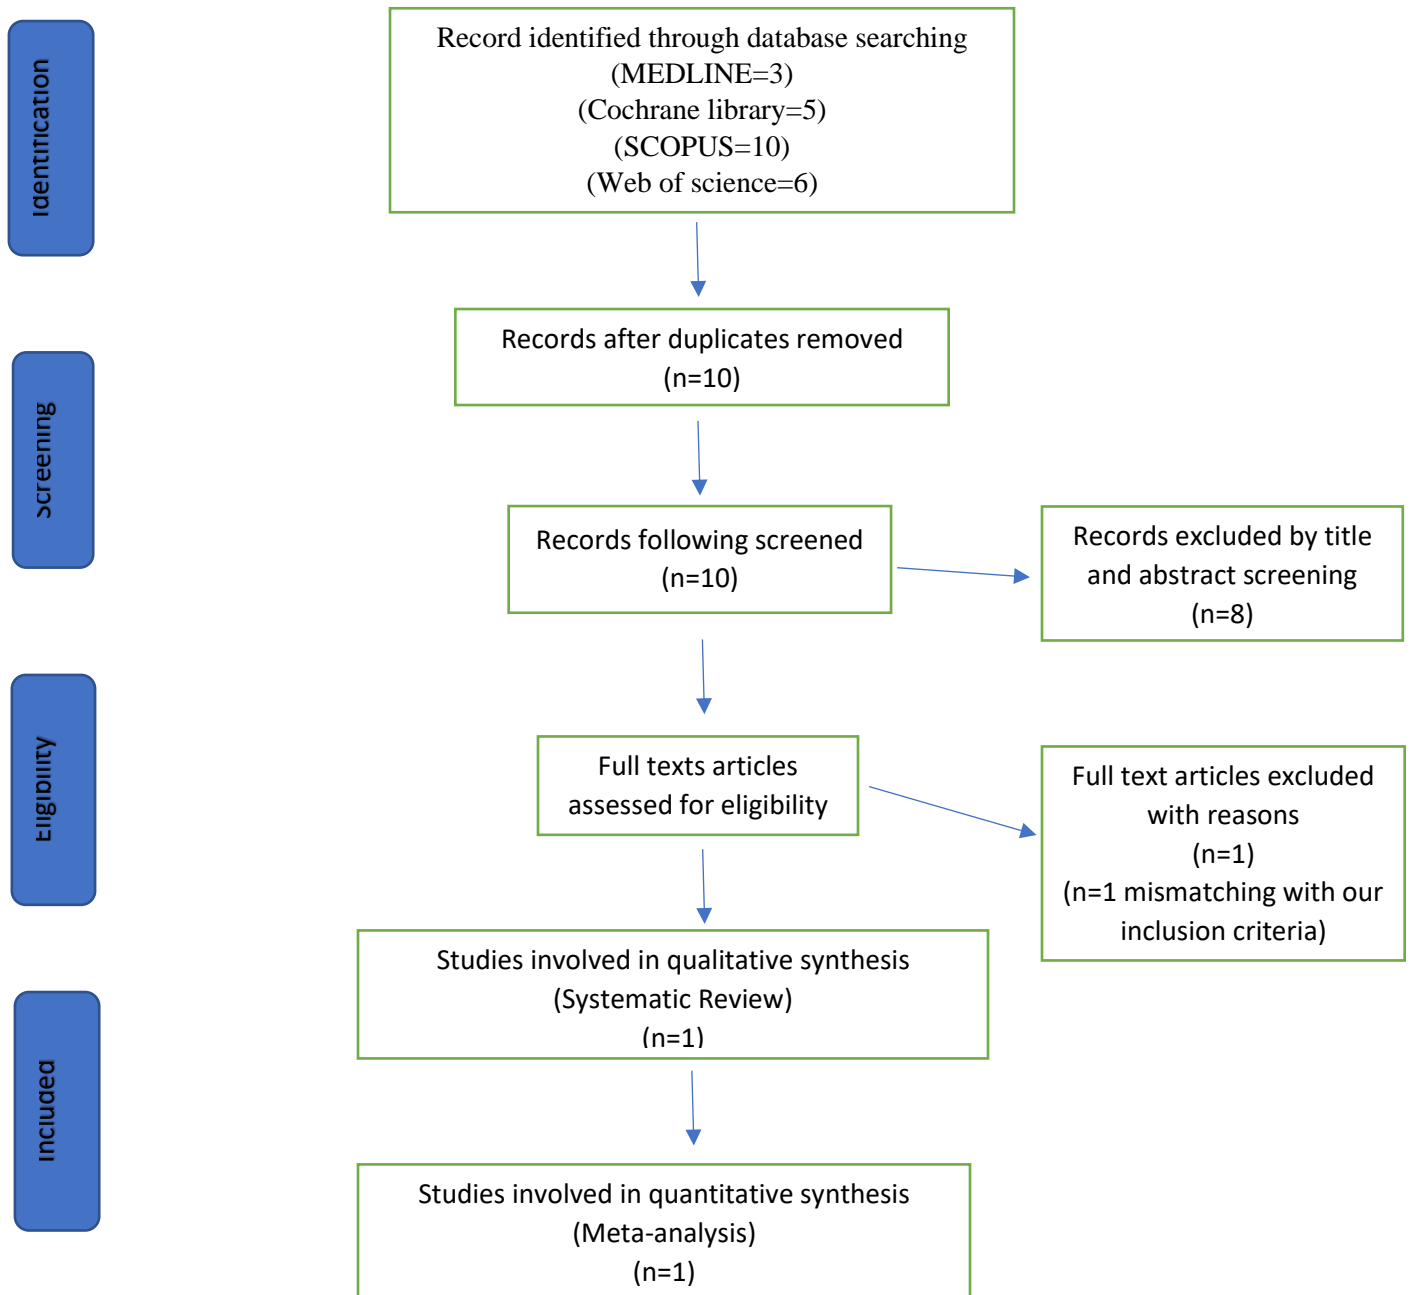 Identification
Record identified through database searching
(MEDLINE=3)
(Cochrane library=5)
(SCOPUS=10)
(Web of science=6)
Records after duplicates removed
(n=10)
Screening
Records following screened
(n=10)
Records excluded by title
and abstract screening
(n=8)
Eligibility
Full texts articles
assessed for eligibility
Full text articles excluded
with reasons
(n=1)
(n=1 mismatching with our
inclusion criteria)
Studies involved in qualitative synthesis
(Systematic Review)
(n=1)
Included
Studies involved in quantitative synthesis
(Meta-analysis)
(n=1)